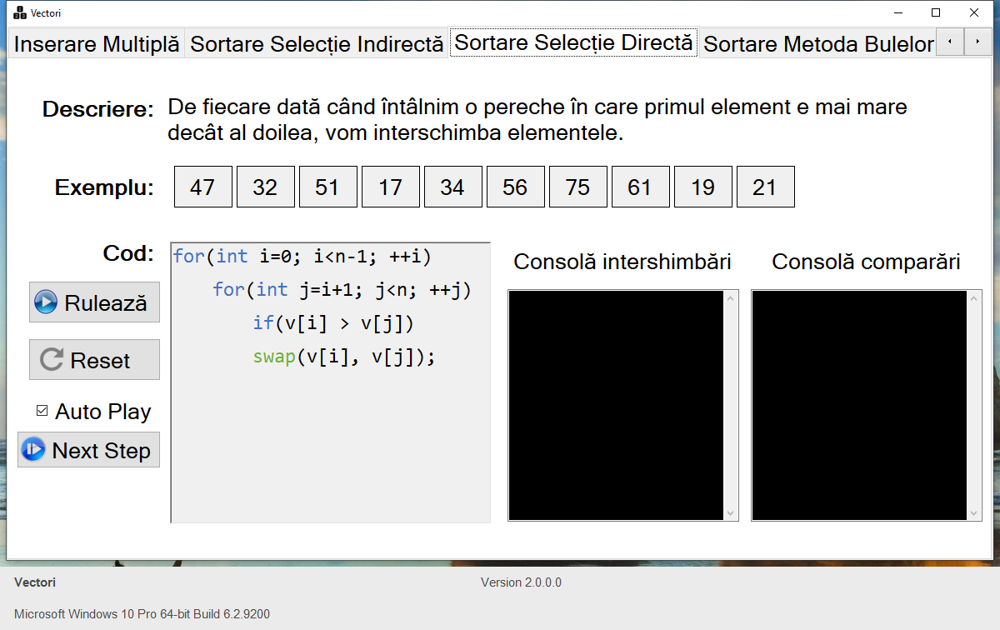 Vectori
Inserare Multiplă
Sortare Selecție Indirectă
Sortare Selecție Directă
Sortare Metoda Bulelor
Descriere:
De fiecare dată când întâlnim o pereche în care primul element e mai mare
decât al doilea, vom interschimba elementele.
Exemplu:
47 32 51 17 34 56 75 61 19 21
Cod:
for(int i=0; i<n-1; ++i)
for(int j=i+1; j<n; ++j)
if(v[i] > v[j])
swap(v[i], v[j]);
Consolă intershimbări
Consolă comparări
Rulează
Reset
Auto Play
Next Step
Vectori
Version 2.0.0.0
Microsoft Windows 10 Pro 64-bit Build 6.2.9200